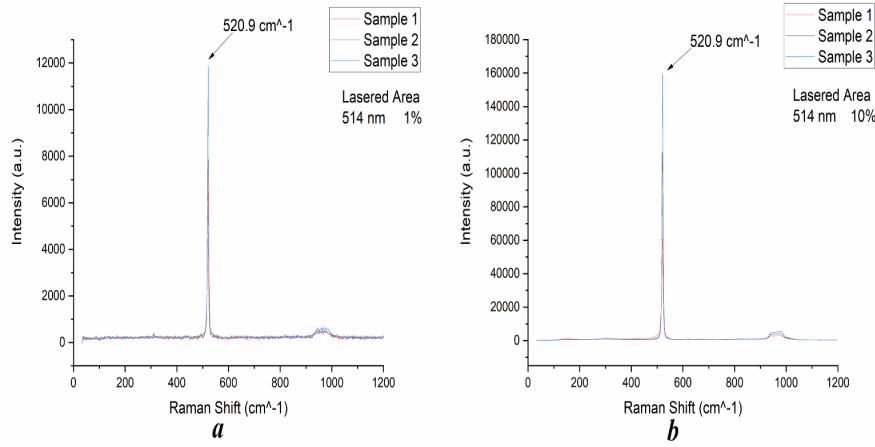 520.9 cm^-1
Sample 1
Sample 2
Sample 3
Lasered Area
514 nm 1%
12000
10000
8000
6000
4000
2000
0
Intensity (a.u.)
0 200 400 600 800 1000 1200
Raman Shift (cm^-1)
a
520.9 cm^-1
Sample 1
Sample 2
Sample 3
Lasered Area
514 nm 10%
180000
160000
140000
120000
100000
80000
60000
40000
20000
0
Intensity (a.u.)
0 200 400 600 800 1000 1200
Raman Shift (cm^-1)
b